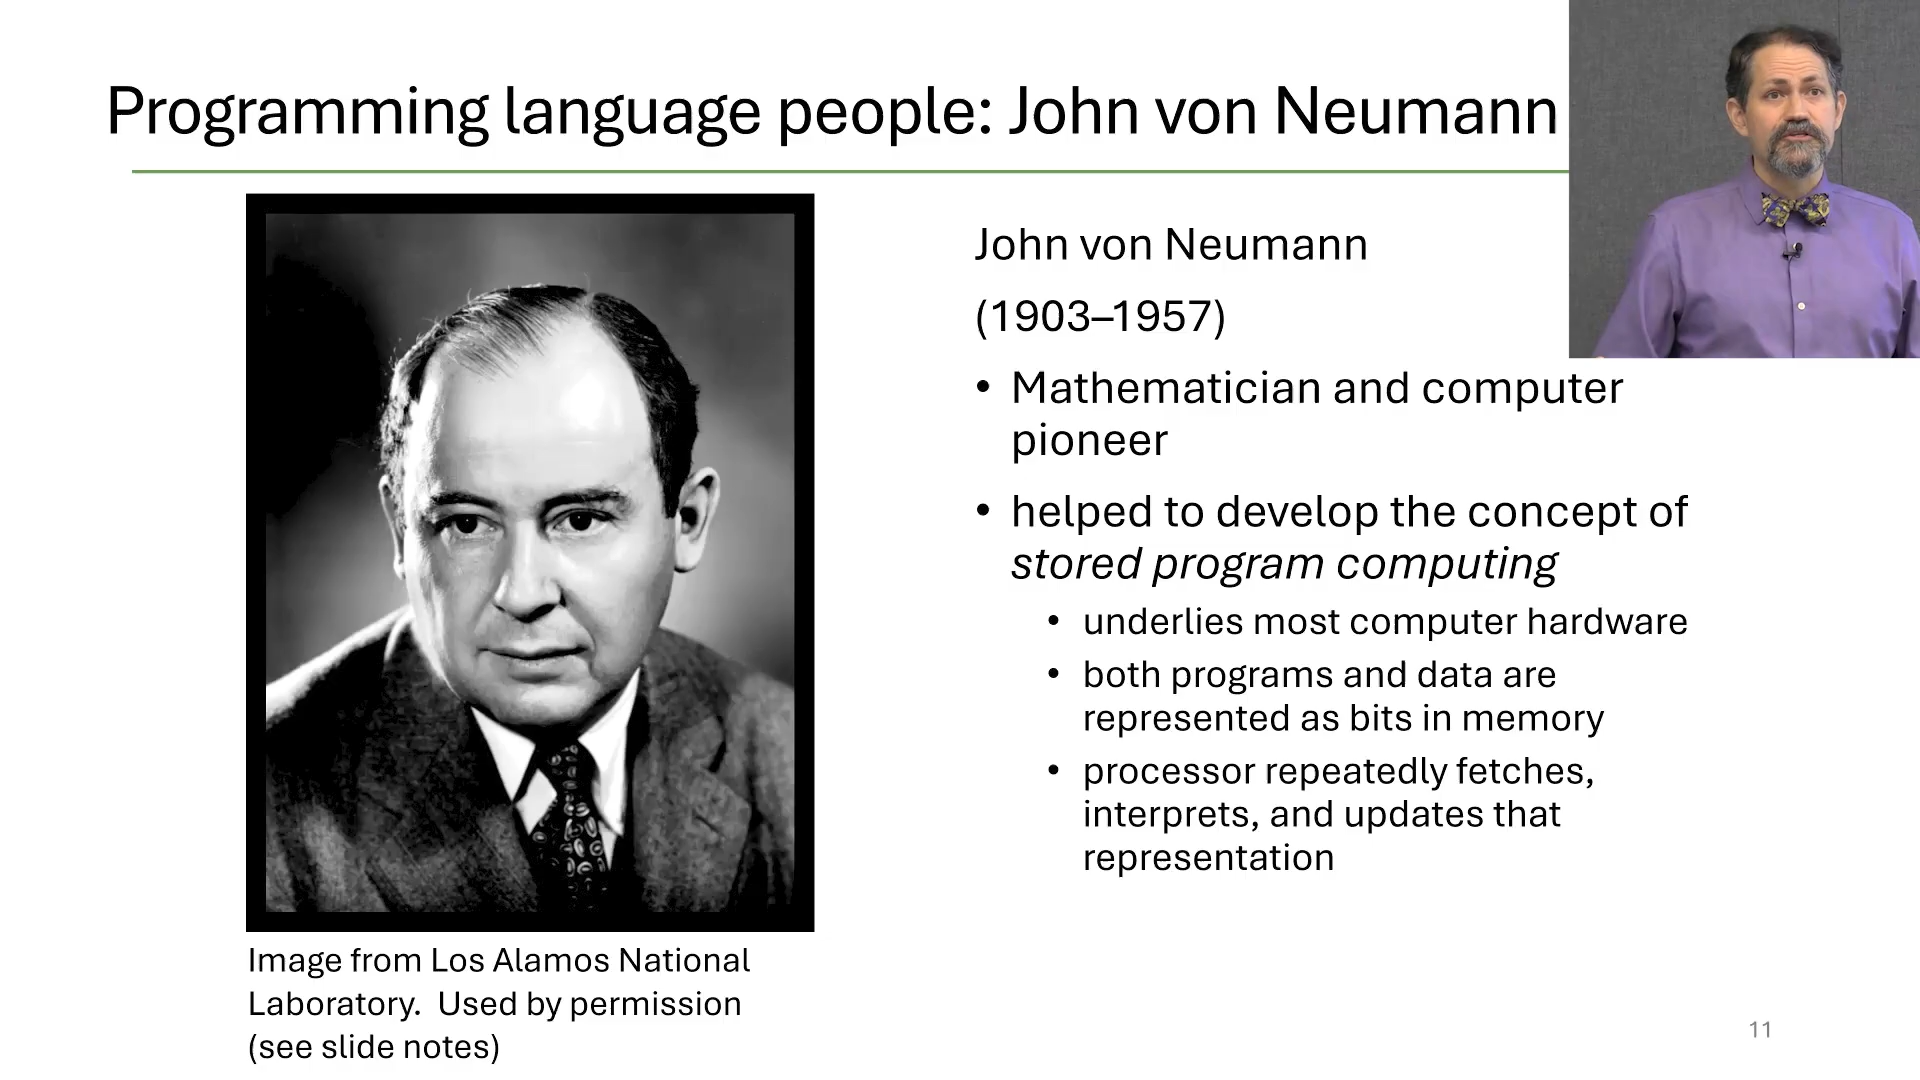 Programming language people: John von Neumann
John von Neumann
(1903–1957)
• Mathematician and computer
pioneer
• helped to develop the concept of
stored program computing
• underlies most computer hardware
• both programs and data are
represented as bits in memory
• processor repeatedly fetches,
interprets, and updates that
representation
Image from Los Alamos National
Laboratory.  Used by permission
(see slide notes)
11